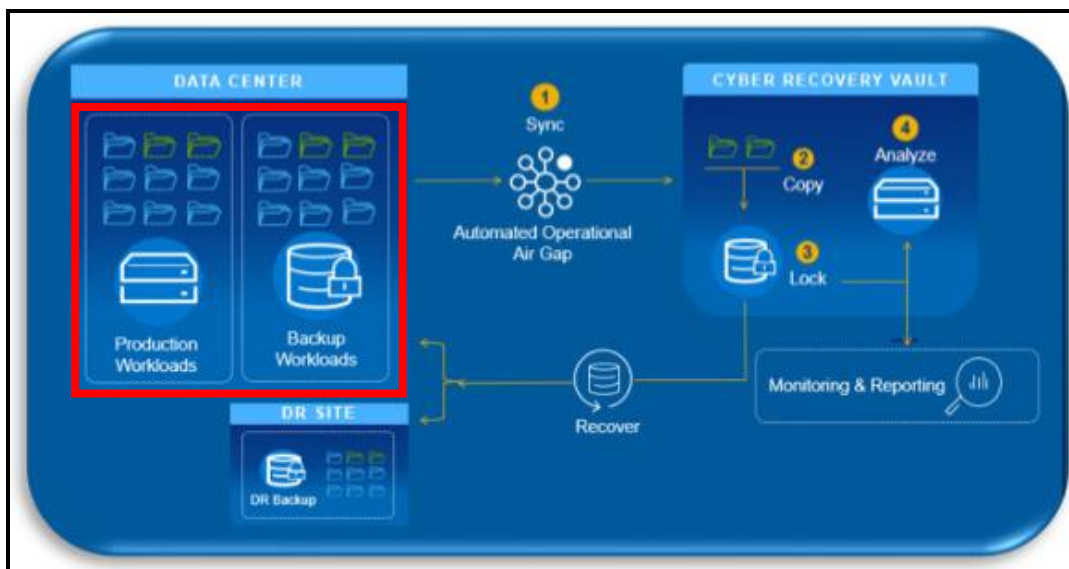 DATA CENTER
Production
Workloads
Backup
Workloads
1
Sync
Automated Operational
Air Gap
CYBER RECOVERY VAULT
2
Copy
3
Lock
4
Analyze
Monitoring & Reporting
Recover
DR SITE
DR Backup